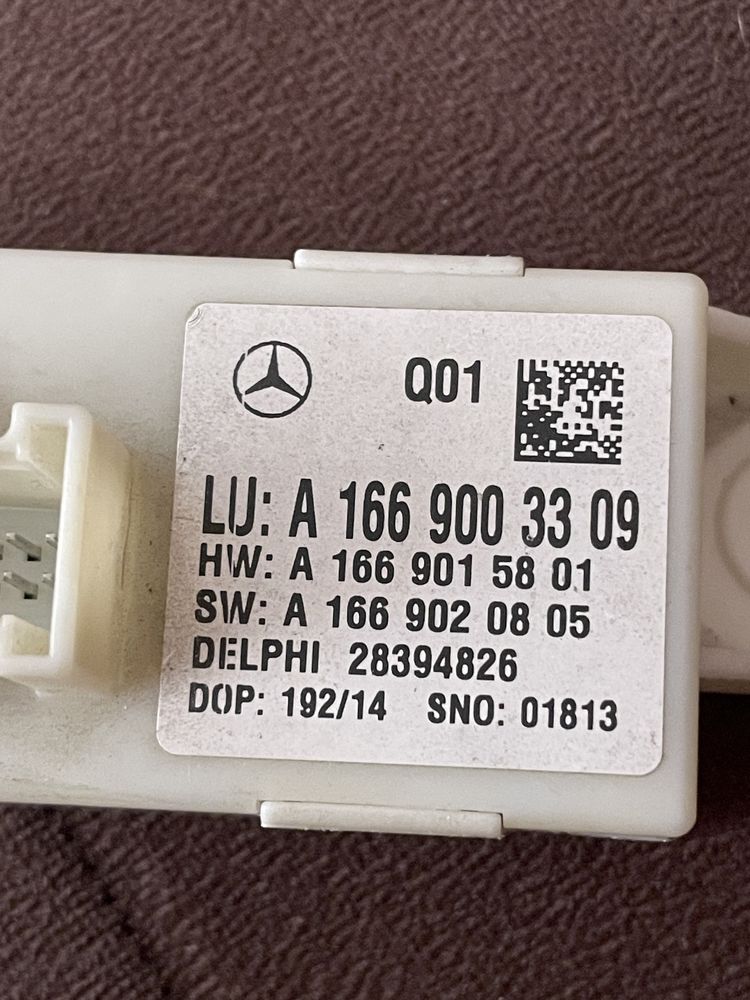 Q01
LU: A 166 900 33 09
HW: A 166 901 58 01
SW: A 166 902 08 05
DELPHI 28394826
DOP: 192/14 SNO: 01813